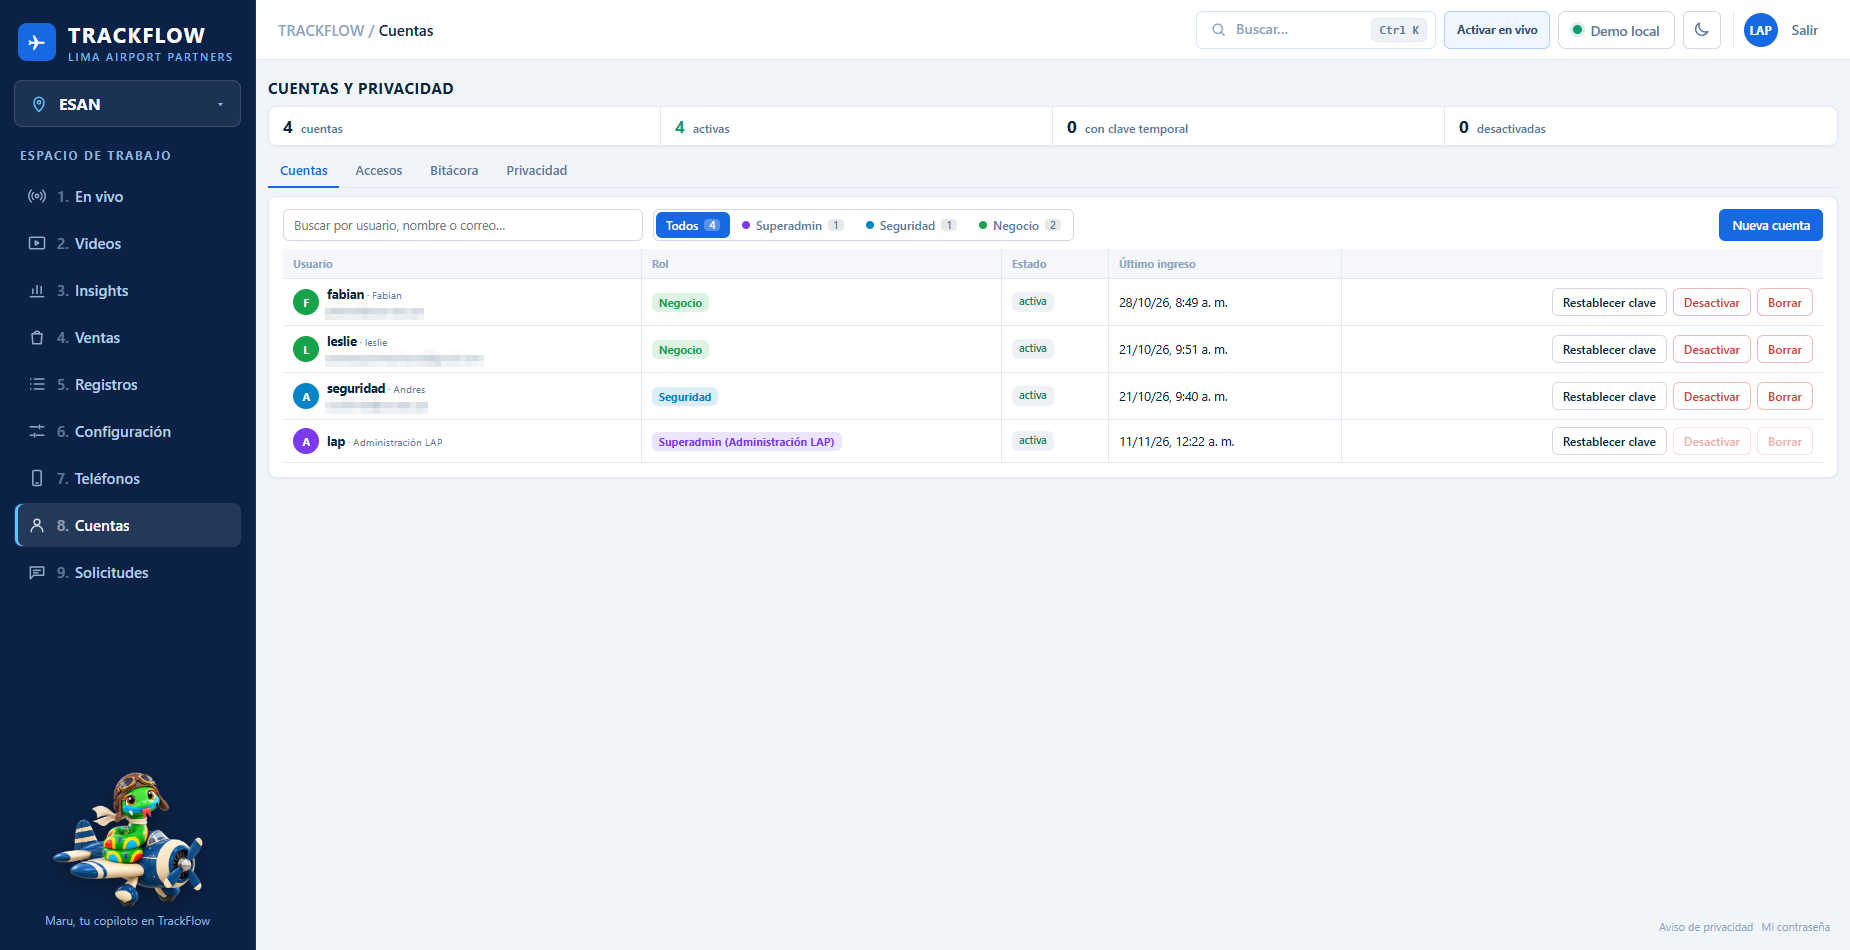 TRACKFLOW
LIMA AIRPORT PARTNERS
ESAN
ESPACIO DE TRABAJO
1. En vivo
2. Videos
3. Insights
4. Ventas
5. Registros
6. Configuración
7. Teléfonos
8. Cuentas
9. Solicitudes
Maru, tu copiloto en TrackFlow
TRACKFLOW / Cuentas
Buscar... Ctrl K
Activar en vivo
Demo local
LAP
Salir
CUENTAS Y PRIVACIDAD
4 cuentas
4 activas
0 con clave temporal
0 desactivadas
Cuentas Accesos Bitácora Privacidad
Buscar por usuario, nombre o correo...
Todos 4 Superadmin 1 Seguridad 1 Negocio 2
Nueva cuenta
Usuario Rol Estado Último ingreso
F fabian · Fabian Negocio activa 28/10/26, 8:49 a. m. Restablecer clave Desactivar Borrar
L leslie · leslie Negocio activa 21/10/26, 9:51 a. m. Restablecer clave Desactivar Borrar
A seguridad · Andres Seguridad activa 21/10/26, 9:40 a. m. Restablecer clave Desactivar Borrar
A lap · Administración LAP Superadmin (Administración LAP) activa 11/11/26, 12:22 a. m. Restablecer clave Desactivar Borrar
Aviso de privacidad Mi contraseña